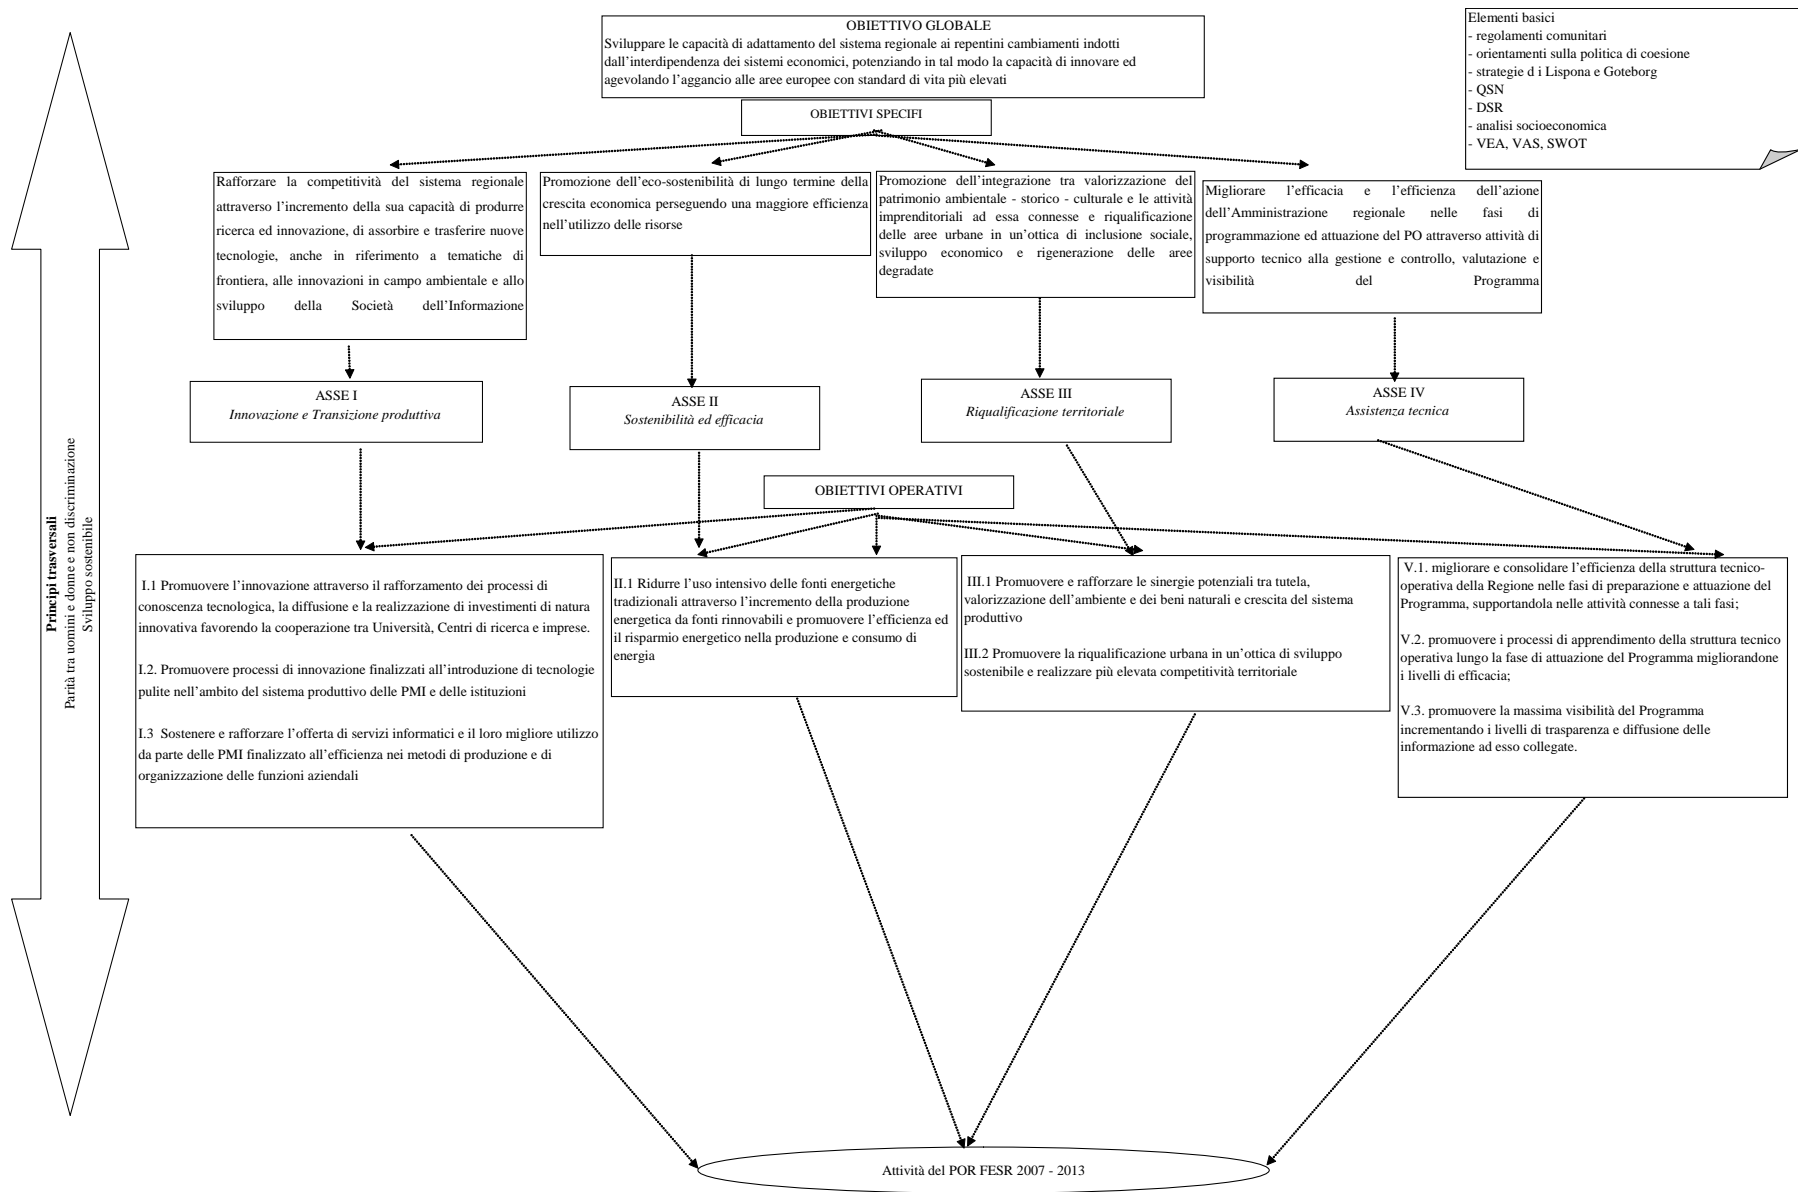 OBIETTIVO GLOBALE
Sviluppare le capacità di adattamento del sistema regionale ai repentini cambiamenti indotti
dall’interdipendenza dei sistemi economici, potenziando in tal modo la capacità di innovare ed
agevolando l’aggancio alle aree europee con standard di vita più elevati
Elementi basici
- regolamenti comunitari
- orientamenti sulla politica di coesione
- strategie d i Lispona e Goteborg
- QSN
- DSR
- analisi socioeconomica
- VEA, VAS, SWOT
OBIETTIVI SPECIFI
Rafforzare la competitività del sistema regionale
attraverso l’incremento della sua capacità di produrre
ricerca ed innovazione, di assorbire e trasferire nuove
tecnologie, anche in riferimento a tematiche di
frontiera, alle innovazioni in campo ambientale e allo
sviluppo della Società dell’Informazione
Promozione dell’eco-sostenibilità di lungo termine della
crescita economica perseguendo una maggiore efficienza
nell’utilizzo delle risorse
Promozione dell’integrazione tra valorizzazione del
patrimonio ambientale - storico - culturale e le attività
imprenditoriali ad essa connesse e riqualificazione
delle aree urbane in un’ottica di inclusione sociale,
sviluppo economico e rigenerazione delle aree
degradate
Migliorare l’efficacia e l’efficienza dell’azione
dell’Amministrazione regionale nelle fasi di
programmazione ed attuazione del PO attraverso attività di
supporto tecnico alla gestione e controllo, valutazione e
visibilità del Programma
ASSE I
Innovazione e Transizione produttiva
ASSE II
Sostenibilità ed efficacia
ASSE III
Riqualificazione territoriale
ASSE IV
Assistenza tecnica
Principi trasversali
Parità tra uomini e donne e non discriminazione
Sviluppo sostenibile
OBIETTIVI OPERATIVI
I.1 Promuovere l’innovazione attraverso il rafforzamento dei processi di
conoscenza tecnologica, la diffusione e la realizzazione di investimenti di natura
innovativa favorendo la cooperazione tra Università, Centri di ricerca e imprese.
I.2. Promuovere processi di innovazione finalizzati all’introduzione di tecnologie
pulite nell’ambito del sistema produttivo delle PMI e delle istituzioni
I.3 Sostenere e rafforzare l’offerta di servizi informatici e il loro migliore utilizzo
da parte delle PMI finalizzato all’efficienza nei metodi di produzione e di
organizzazione delle funzioni aziendali
II.1 Ridurre l’uso intensivo delle fonti energetiche
tradizionali attraverso l’incremento della produzione
energetica da fonti rinnovabili e promuovere l’efficienza ed
il risparmio energetico nella produzione e consumo di
energia
III.1 Promuovere e rafforzare le sinergie potenziali tra tutela,
valorizzazione dell’ambiente e dei beni naturali e crescita del sistema
produttivo
III.2 Promuovere la riqualificazione urbana in un’ottica di sviluppo
sostenibile e realizzare più elevata competitività territoriale
V.1. migliorare e consolidare l’efficienza della struttura tecnico-
operativa della Regione nelle fasi di preparazione e attuazione del
Programma, supportandola nelle attività connesse a tali fasi;
V.2. promuovere i processi di apprendimento della struttura tecnico
operativa lungo la fase di attuazione del Programma migliorandone
i livelli di efficacia;
V.3. promuovere la massima visibilità del Programma
incrementando i livelli di trasparenza e diffusione delle
informazione ad esso collegate.
Attività del POR FESR 2007 - 2013